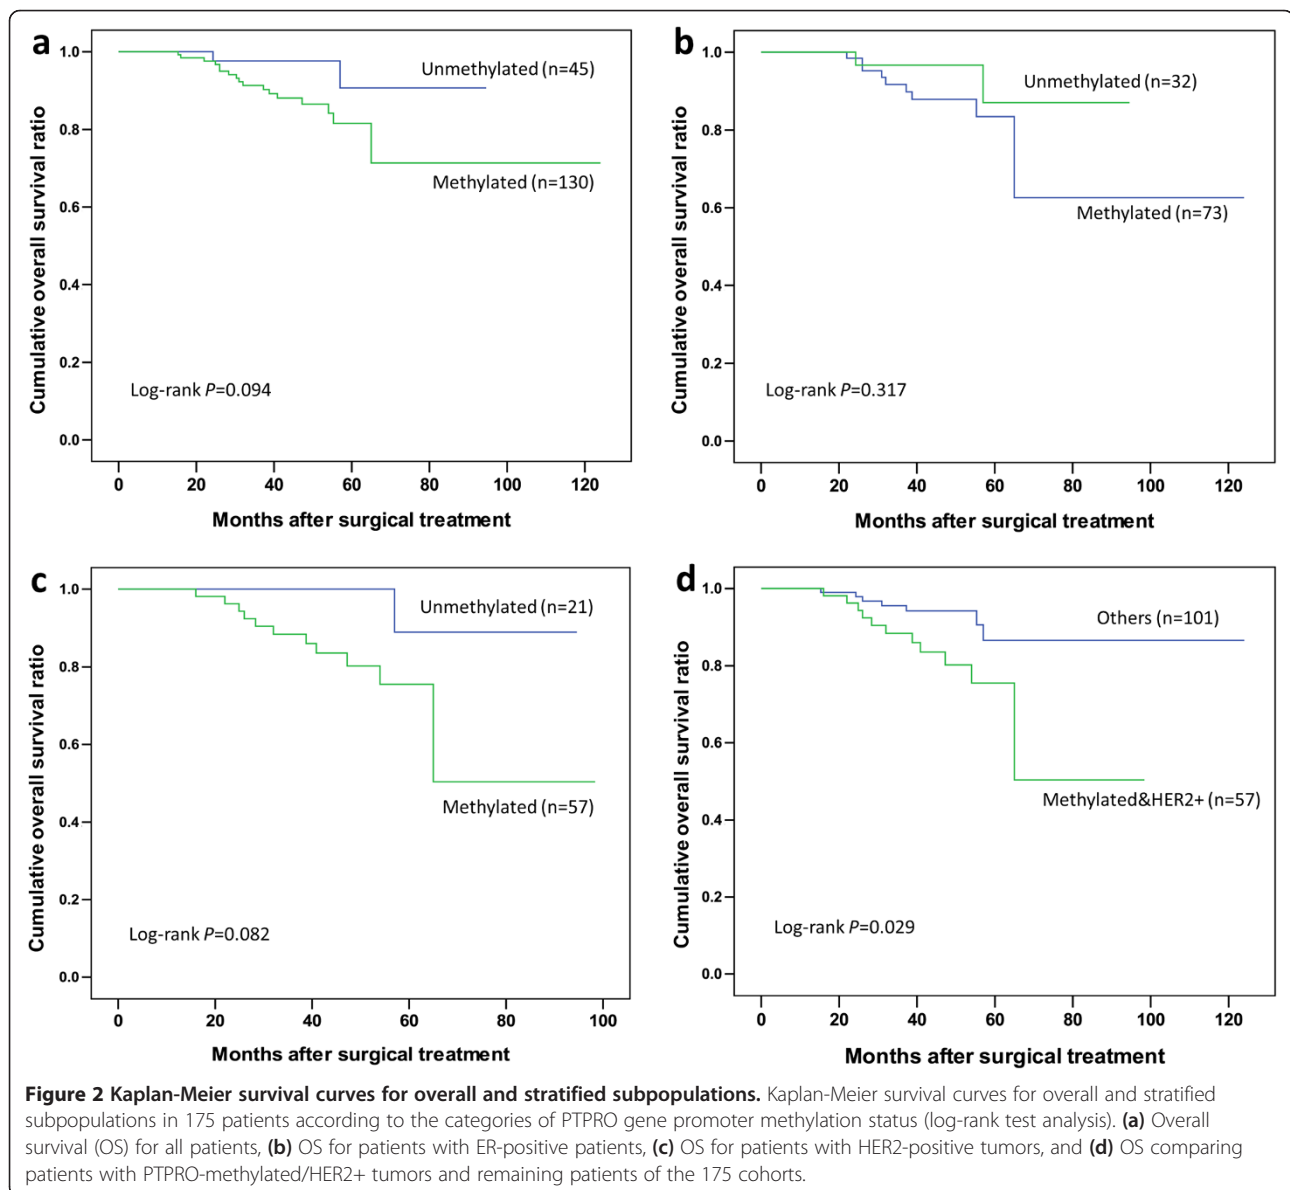 a
1.0
0.8
0.6
0.4
0.2
0.0
Cumulative overall survival ratio
Unmethylated (n=45)
Methylated (n=130)
Log-rank P=0.094
0 20 40 60 80 100 120
Months after surgical treatment
b
1.0
0.8
0.6
0.4
0.2
0.0
Cumulative overall survival ratio
Unmethylated (n=32)
Methylated (n=73)
Log-rank P=0.317
0 20 40 60 80 100 120
Months after surgical treatment
c
1.0
0.8
0.6
0.4
0.2
0.0
Cumulative overall survival ratio
Unmethylated (n=21)
Methylated (n=57)
Log-rank P=0.082
0 20 40 60 80 100
Months after surgical treatment
d
1.0
0.8
0.6
0.4
0.2
0.0
Cumulative overall survival ratio
Others (n=101)
Methylated&HER2+ (n=57)
Log-rank P=0.029
0 20 40 60 80 100 120
Months after surgical treatment
Figure 2 Kaplan-Meier survival curves for overall and stratified subpopulations. Kaplan-Meier survival curves for overall and stratified
subpopulations in 175 patients according to the categories of PTPRO gene promoter methylation status (log-rank test analysis). (a) Overall
survival (OS) for all patients, (b) OS for patients with ER-positive patients, (c) OS for patients with HER2-positive tumors, and (d) OS comparing
patients with PTPRO-methylated/HER2+ tumors and remaining patients of the 175 cohorts.